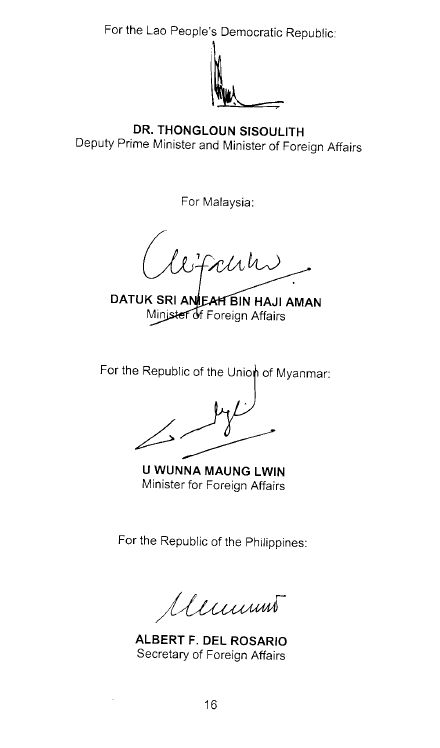 For the Lao People's Democratic Republic:
DR. THONGLOUN SISOULITH
Deputy Prime Minister and Minister of Foreign Affairs
For Malaysia:
DATUK SRI ANIFAH BIN HAJI AMAN
Minister of Foreign Affairs
For the Republic of the Union of Myanmar:
U WUNNA MAUNG LWIN
Minister for Foreign Affairs
For the Republic of the Philippines:
ALBERT F. DEL ROSARIO
Secretary of Foreign Affairs
16